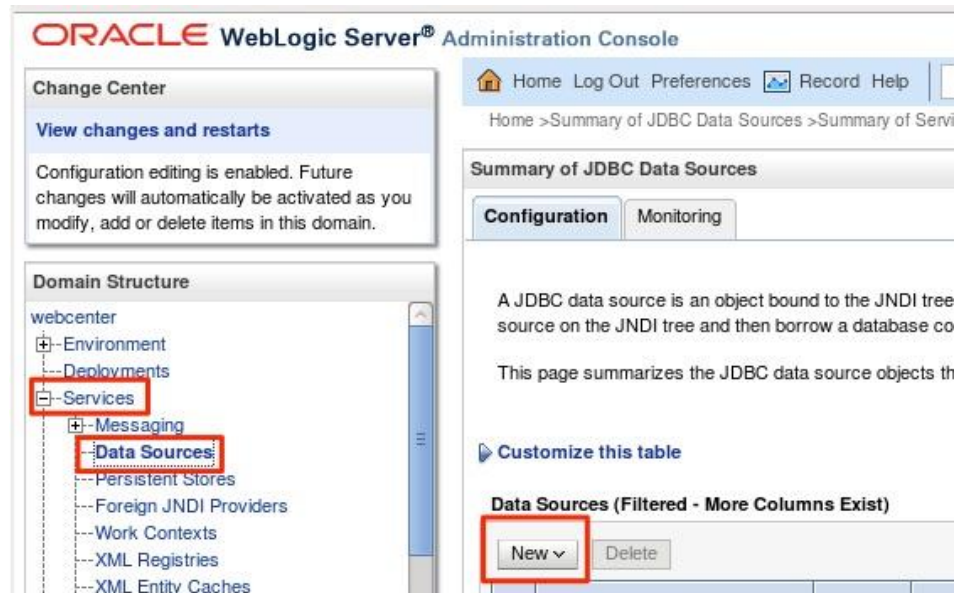 ORACLE WebLogic Server® Administration Console
Change Center
View changes and restarts
Configuration editing is enabled. Future
changes will automatically be activated as you
modify, add or delete items in this domain.
Domain Structure
webcenter
Environment
Deployments
Services
Messaging
Data Sources
Persistent Stores
Foreign JNDI Providers
Work Contexts
XML Registries
XML Entity Caches
Home Log Out Preferences Record Help
Home >Summary of JDBC Data Sources >Summary of Servi
Summary of JDBC Data Sources
Configuration Monitoring
A JDBC data source is an object bound to the JNDI tree
source on the JNDI tree and then borrow a database co
This page summarizes the JDBC data source objects th
Customize this table
Data Sources (Filtered - More Columns Exist)
New Delete